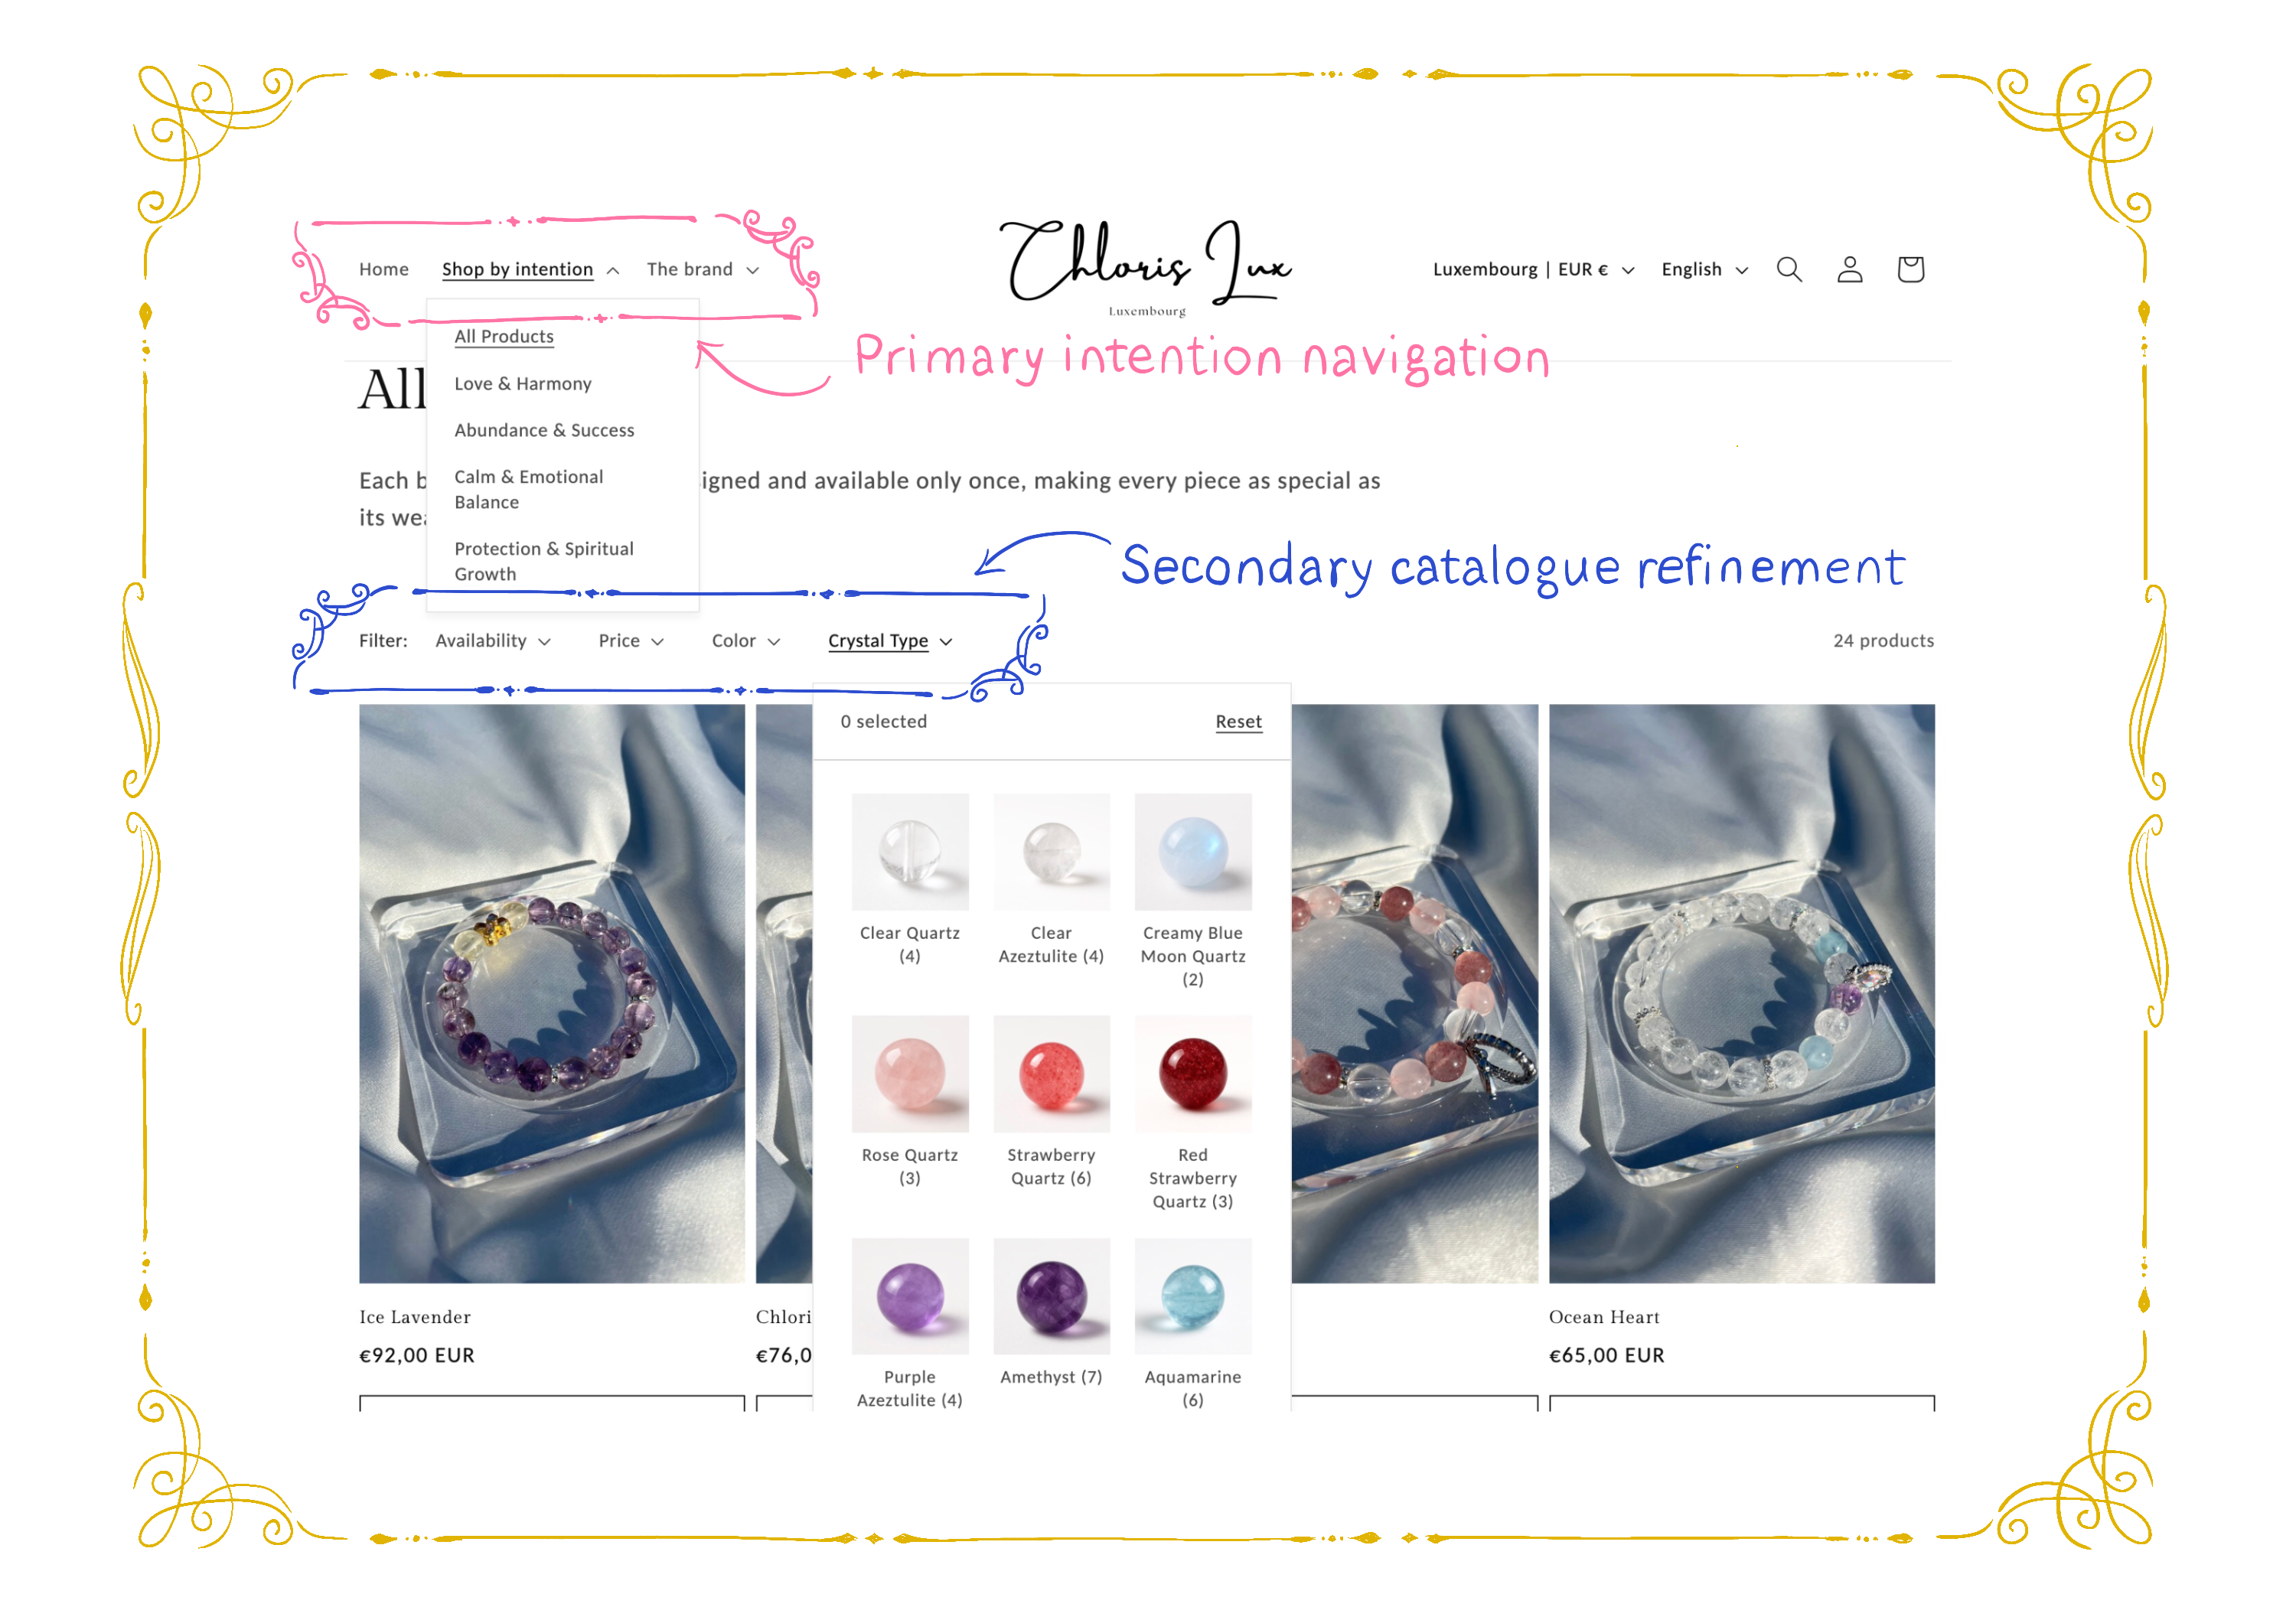 Home
Shop by intention
The brand
Chloris Lux
Luxembourg
Luxembourg | EUR €
English
All Products
Love & Harmony
Abundance & Success
Calm & Emotional
Balance
Protection & Spiritual
Growth
Primary intention navigation
All
Each b
igned and available only once, making every piece as special as
its wea
Secondary catalogue refinement
Filter:
Availability
Price
Color
Crystal Type
24 products
0 selected
Reset
Clear Quartz
(4)
Clear
Azeztulite (4)
Creamy Blue
Moon Quartz
(2)
Rose Quartz
(3)
Strawberry
Quartz (6)
Red
Strawberry
Quartz (3)
Purple
Azeztulite (4)
Amethyst (7)
Aquamarine
(6)
Ice Lavender
€92,00 EUR
Chlori
€76,0
Ocean Heart
€65,00 EUR